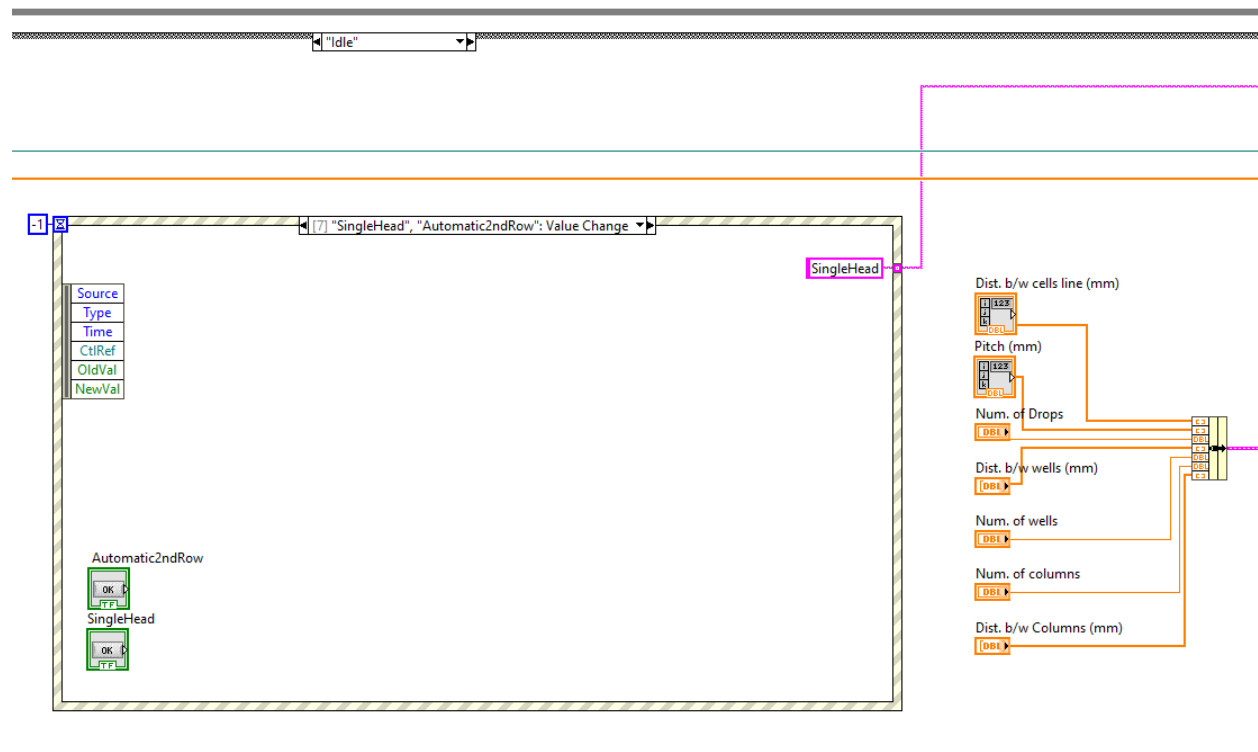 "Idle"
-1
[7] "SingleHead", "Automatic2ndRow": Value Change
SingleHead
Source
Type
Time
CtlRef
OldVal
NewVal
Automatic2ndRow
OK
TF
SingleHead
OK
TF
Dist. b/w cells line (mm)
i 123
j
k
DBL
Pitch (mm)
i 123
j
k
DBL
Num. of Drops
DBL
Dist. b/w wells (mm)
[DBL]
Num. of wells
DBL
Num. of columns
DBL
Dist. b/w Columns (mm)
[DBL]
DBL
DBL
DBL